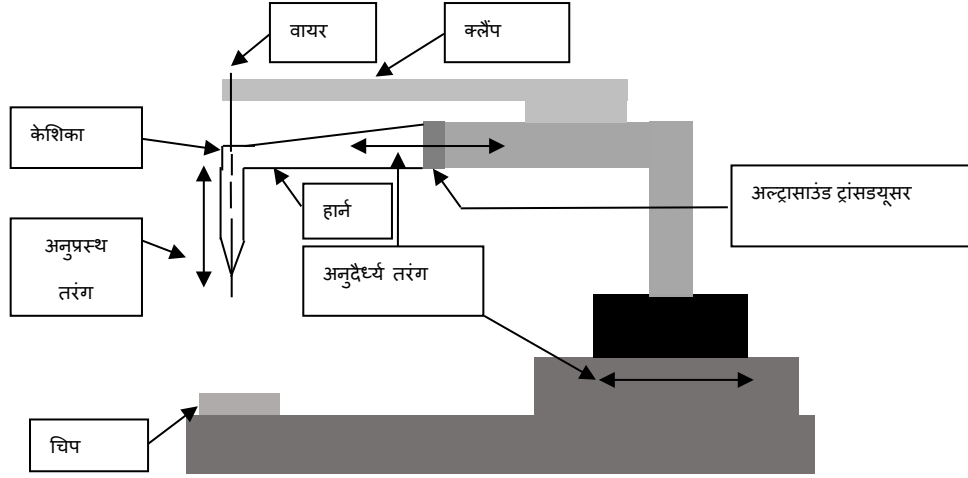 वायर
क्लैंप
केशिका
हार्न
अल्ट्रासाउंड ट्रांसडयूसर
अनुप्रस्थ
तरंग
अनुदैर्ध्य तरंग
चिप